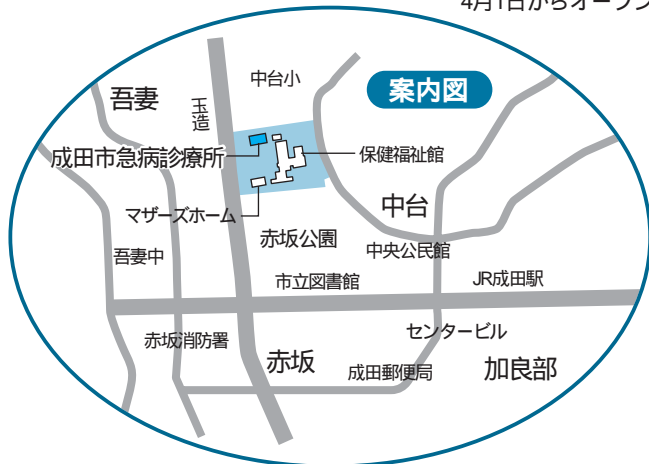 4月1日からオープン
案内図
中台小
吾妻
玉造
成田市急病診療所
保健福祉館
マザーズホーム
中台
赤坂公園
中央公民館
吾妻中
市立図書館
JR成田駅
赤坂消防署
センタービル
赤坂
成田郵便局
加良部